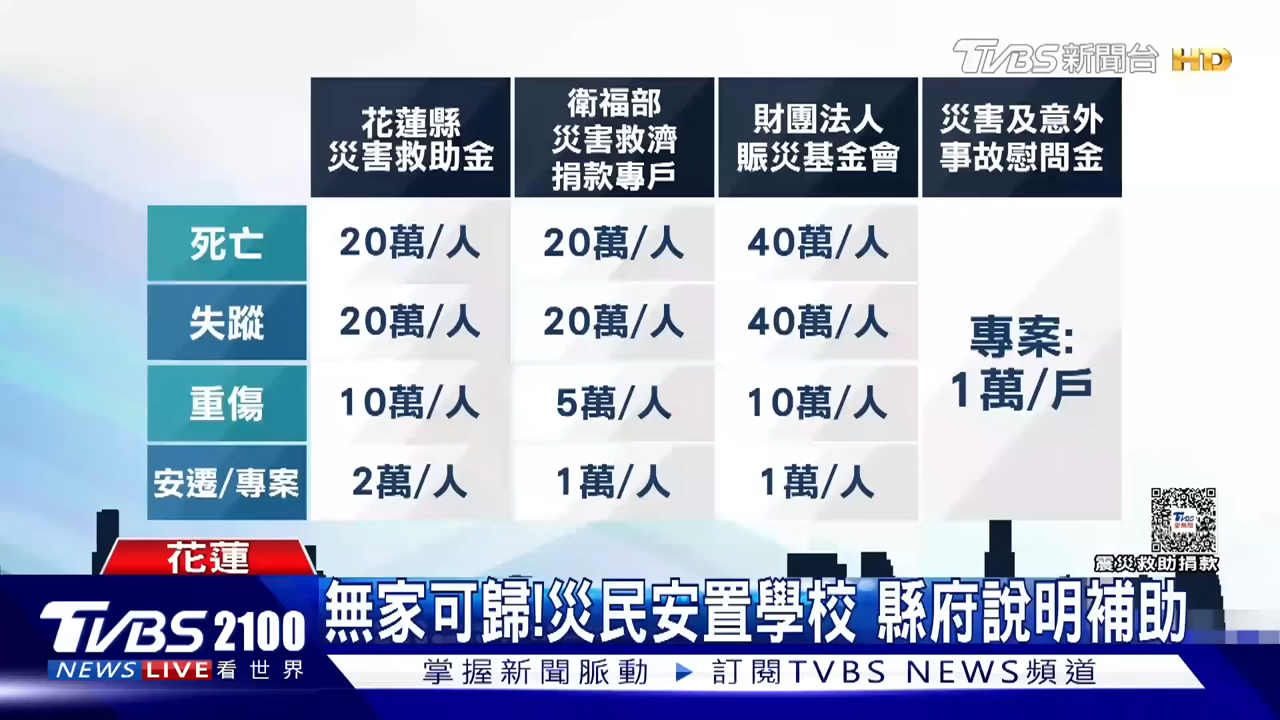 TVBS新聞台 HD
花蓮縣
災害救助金
衛福部
災害救濟
捐款專戶
財團法人
賑災基金會
災害及意外
事故慰問金
死亡
20萬/人
20萬/人
40萬/人
失蹤
20萬/人
20萬/人
40萬/人
重傷
10萬/人
5萬/人
10萬/人
安遷/專案
2萬/人
1萬/人
1萬/人
專案:
1萬/戶
TVBS
震災救助捐款
花蓮
無家可歸!災民安置學校 縣府說明補助
TVBS 2100
NEWS LIVE 看世界
掌握新聞脈動 ▶ 訂閱TVBS NEWS頻道